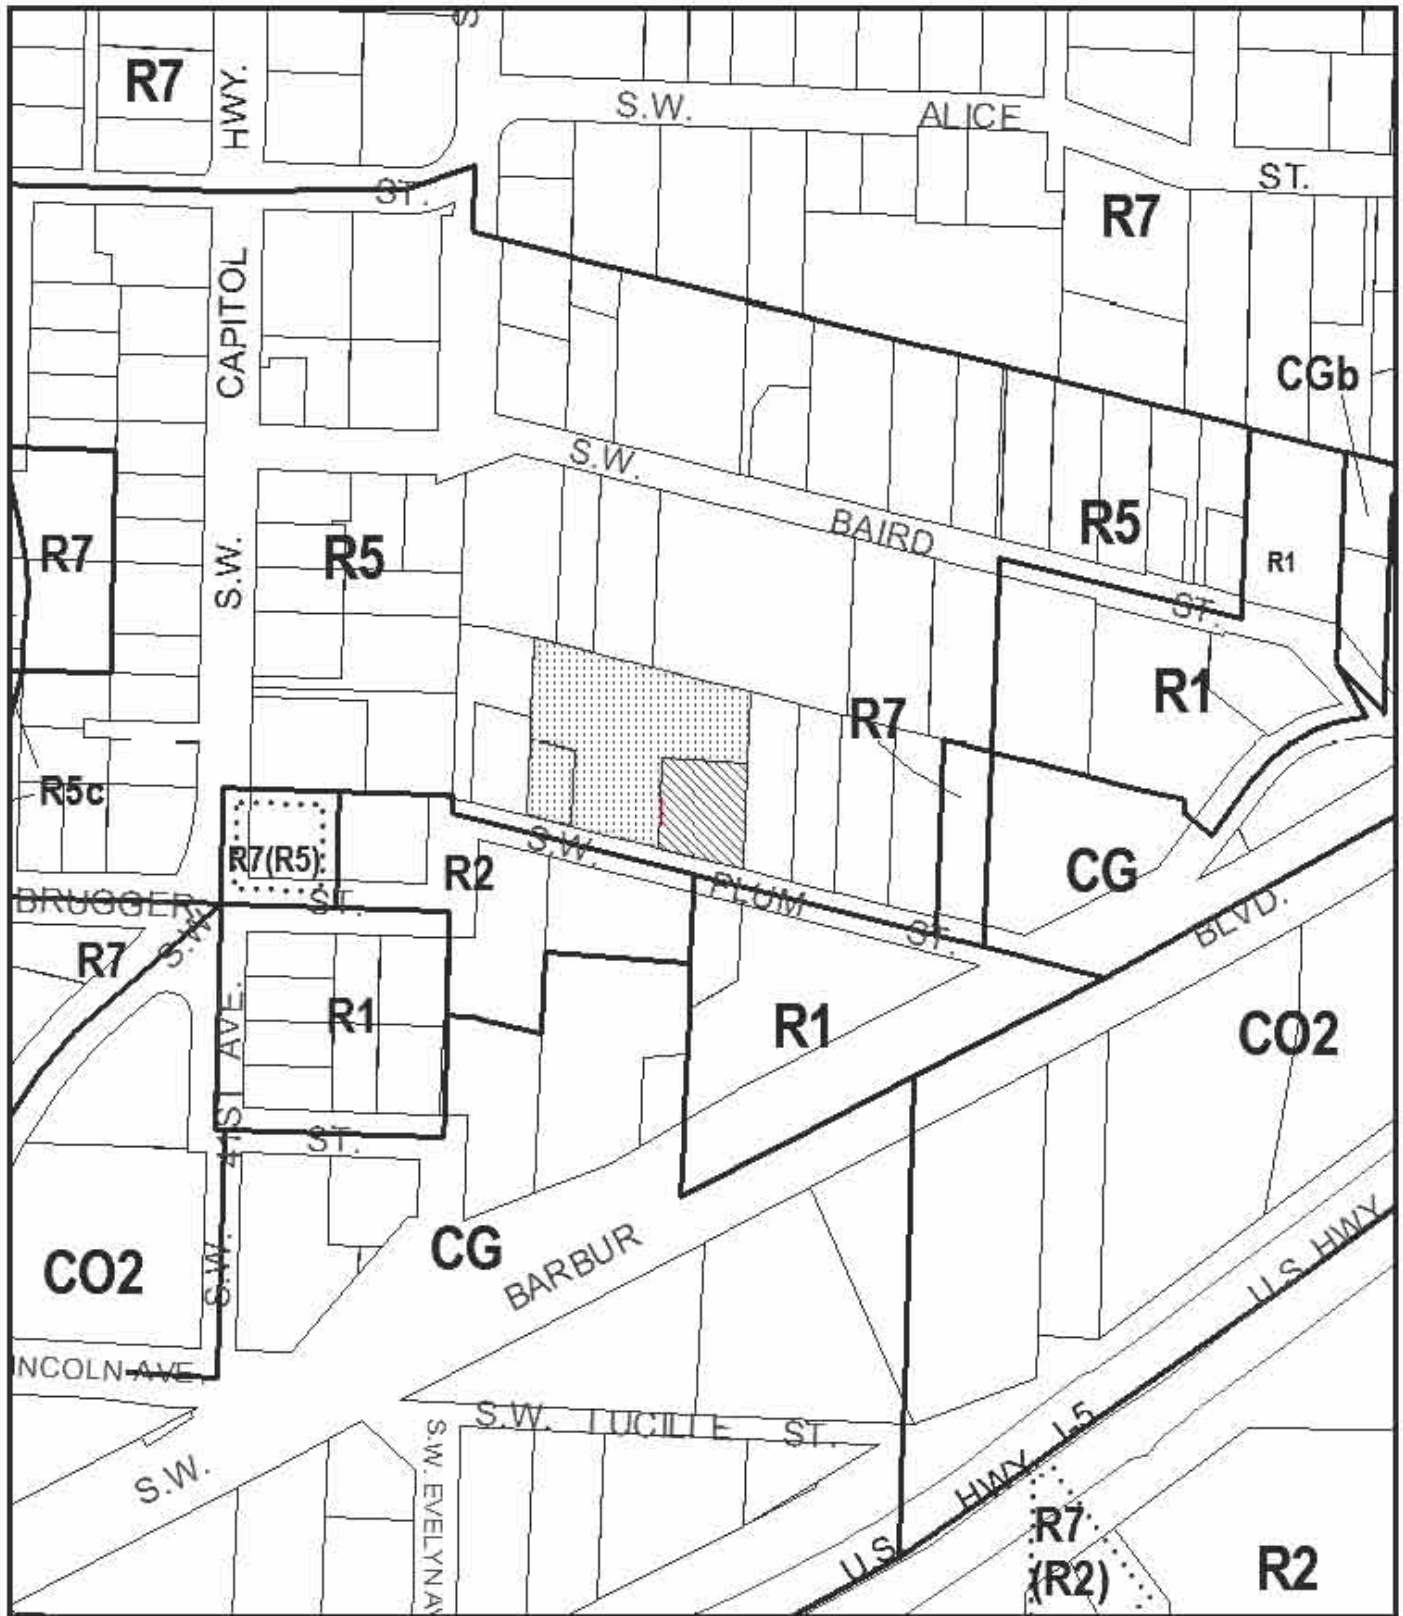 S
R7
HWY.
S.W.
ALICE
ST.
ST.
R7
CAPITOL
CGb
S.W.
BAIRD
R5
R7
S.W.
R5
R1
ST.
R1
R7
R5c
R7(R5)
R2
S.W.
PLUM
ST.
CG
BRUGGER
ST.
S.W.
BLVD.
R7
R1
R1
CO2
41ST AVE.
ST.
S.W.
CG
CO2
BARBUR
U.S. HWY
INCOLN AVE.
S.W. LUCILLE ST.
S.W.
S.W. EVELYN AV
U.S. HWY I-5
R7
(R2)
R2